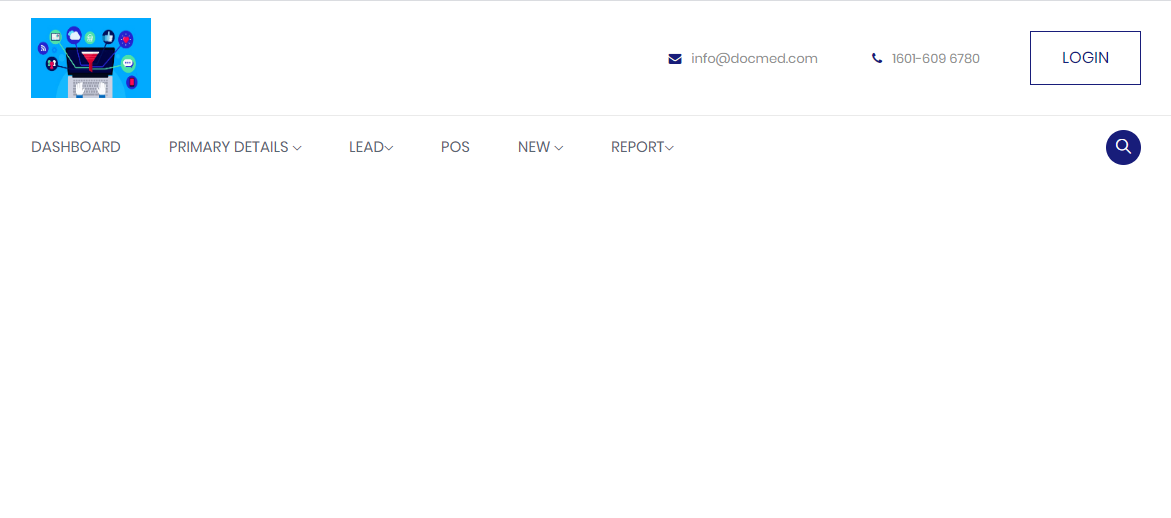 info@docmed.com 1601-609 6780 LOGIN
DASHBOARD PRIMARY DETAILS LEAD POS NEW REPORT